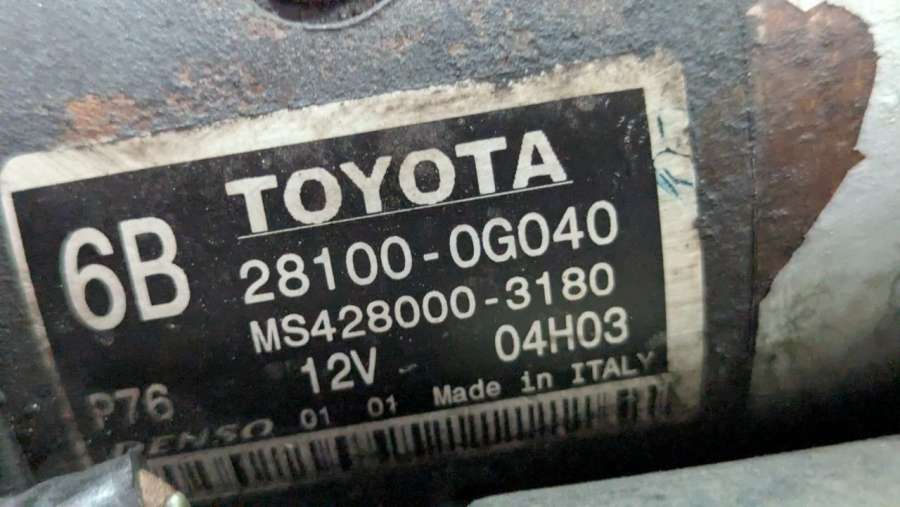 TOYOTA
6B
28100-0G040
MS428000-3180
12V 04H03
P76
DENSO 01 01 Made in ITALY